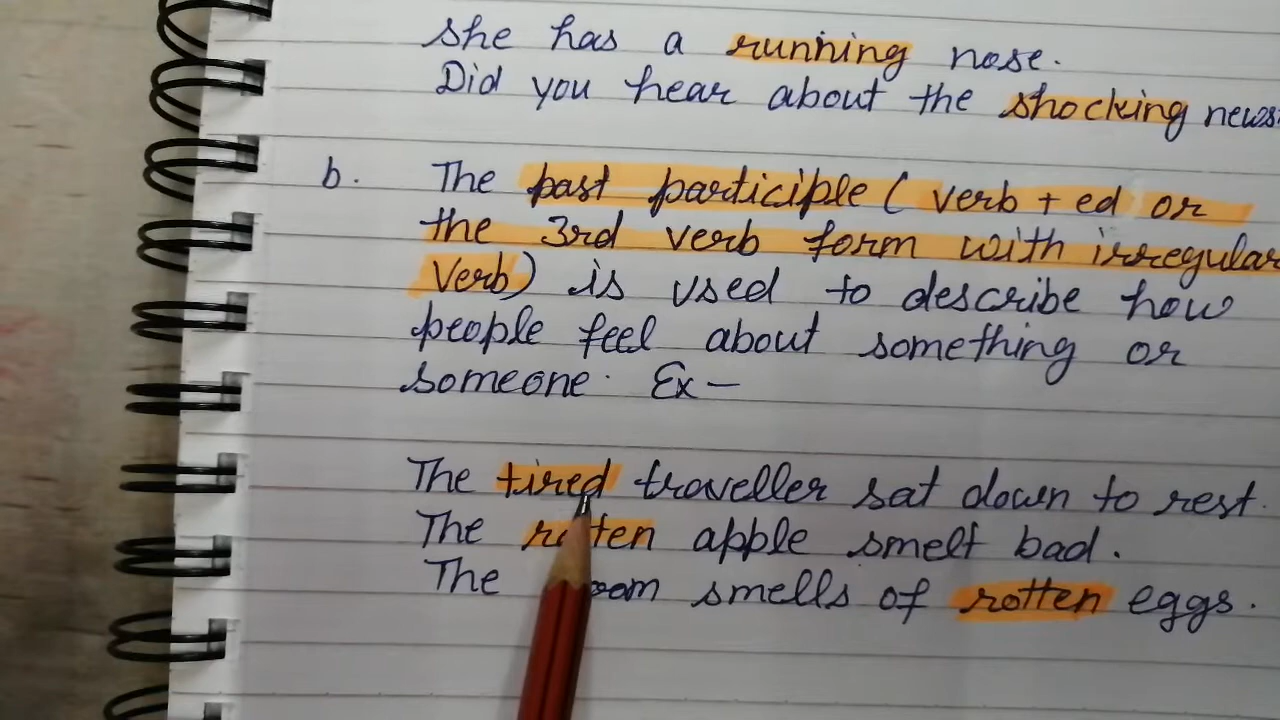 she has a running nose.
Did you hear about the shocking news
b. The past participle ( verb + ed or
the 3rd verb form with irregular
Verb) is used to describe how
people feel about something or
someone. Ex -
The tired traveller sat down to rest.
The rotten apple smelt bad.
The smells of rotten eggs.